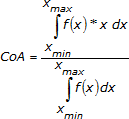 x_max
∫f(x)*x dx
x_min
CoA =
x_max
∫f(x)dx
x_min